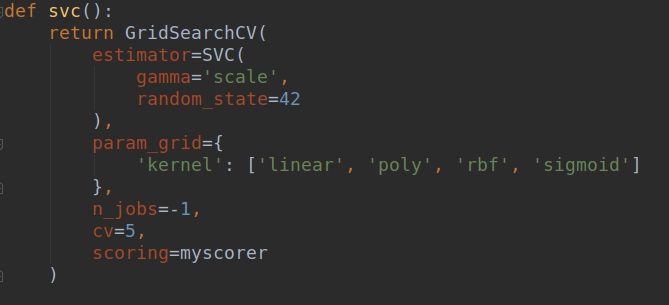 def svc():
    return GridSearchCV(
        estimator=SVC(
            gamma='scale',
            random_state=42
        ),
        param_grid={
            'kernel': ['linear', 'poly', 'rbf', 'sigmoid']
        },
        n_jobs=-1,
        cv=5,
        scoring=myscorer
    )